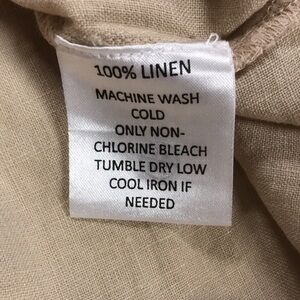 100% LINEN
MACHINE WASH
COLD
ONLY NON-
CHLORINE BLEACH
TUMBLE DRY LOW
COOL IRON IF
NEEDED